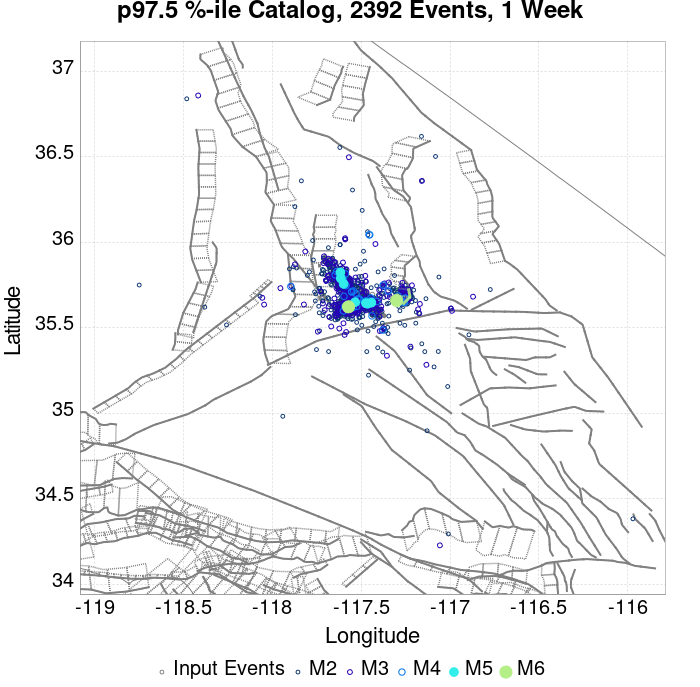 p97.5 %-ile Catalog, 2392 Events, 1 Week
37
36.5
36
35.5
35
34.5
34
Latitude
-119 -118.5 -118 -117.5 -117 -116.5 -116
Longitude
Input Events M2 M3 M4 M5 M6